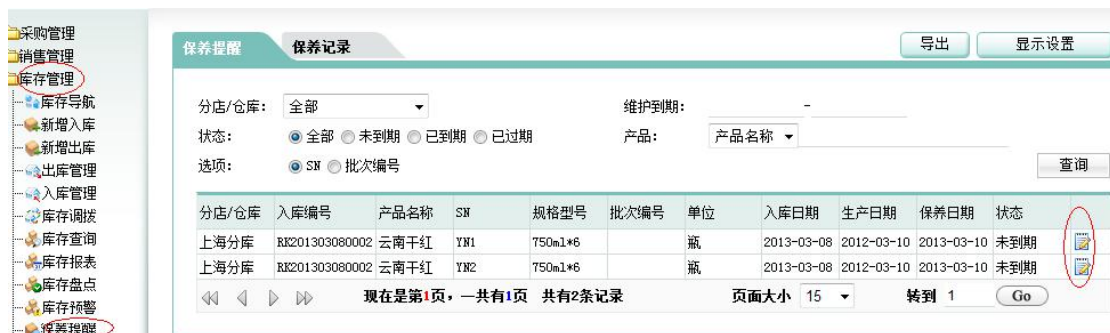 采购管理
销售管理
库存管理
库存导航
新增入库
新增出库
出库管理
入库管理
库存调拨
库存查询
库存报表
库存盘点
库存预警
保养提醒
保养提醒 保养记录 导出 显示设置
分店/仓库: 全部 维护到期: -
状态: 全部 未到期 已到期 已过期 产品: 产品名称
选项: SN 批次编号 查询
分店/仓库 入库编号 产品名称 SN 规格型号 批次编号 单位 入库日期 生产日期 保养日期 状态
上海分库 RK201303080002 云南干红 YN1 750ml*6 瓶 2013-03-08 2012-03-10 2013-03-10 未到期
上海分库 RK201303080002 云南干红 YN2 750ml*6 瓶 2013-03-08 2012-03-10 2013-03-10 未到期
现在是第1页，一共有1页 共有2条记录 页面大小 15 转到 1 Go